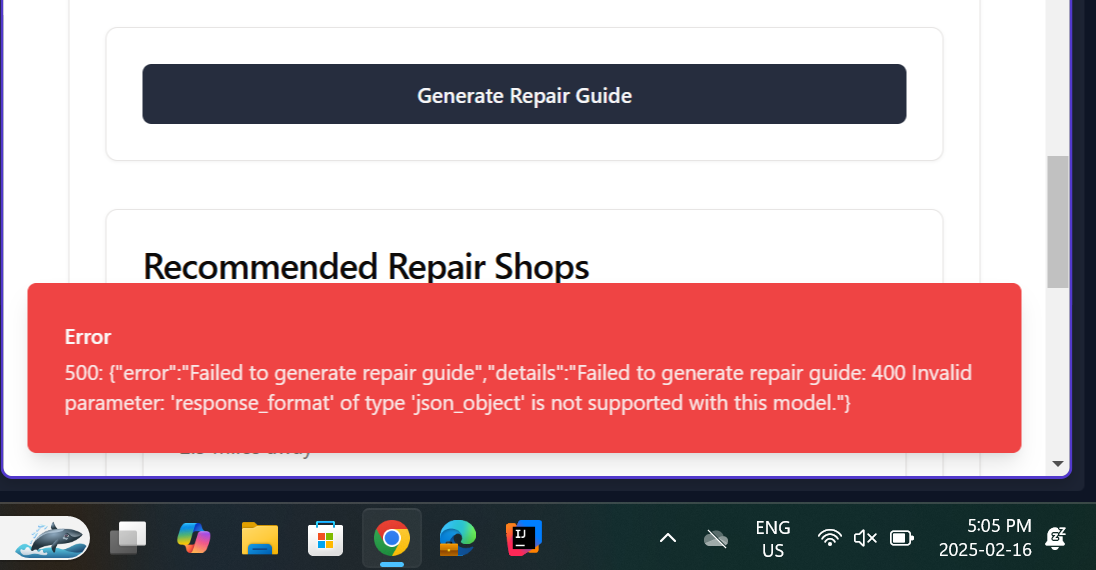 Generate Repair Guide
Recommended Repair Shops
Error
500: {"error":"Failed to generate repair guide","details":"Failed to generate repair guide: 400 Invalid
parameter: 'response_format' of type 'json_object' is not supported with this model."}
ENG
US
5:05 PM
2025-02-16
IJ